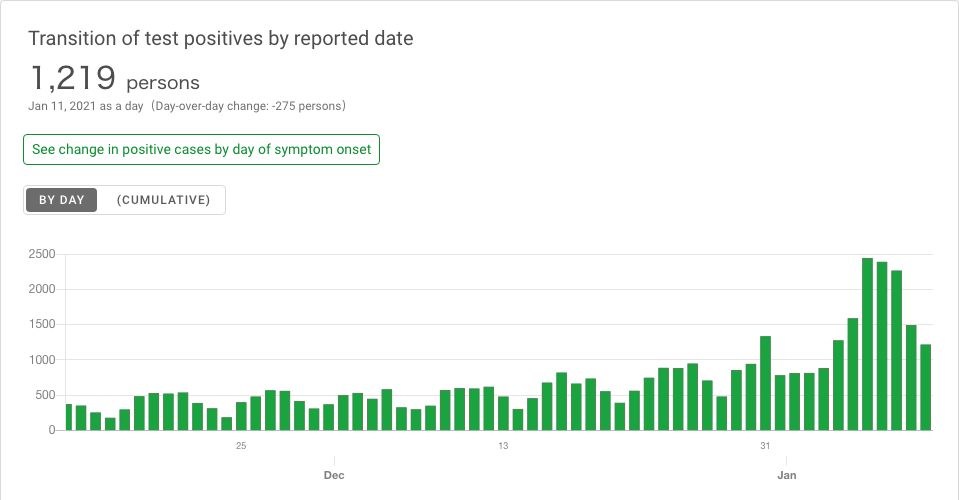 Transition of test positives by reported date
1,219 persons
Jan 11, 2021 as a day（Day-over-day change: -275 persons）
See change in positive cases by day of symptom onset
BY DAY (CUMULATIVE)
2500
2000
1500
1000
500
0
25 13 31
Dec Jan